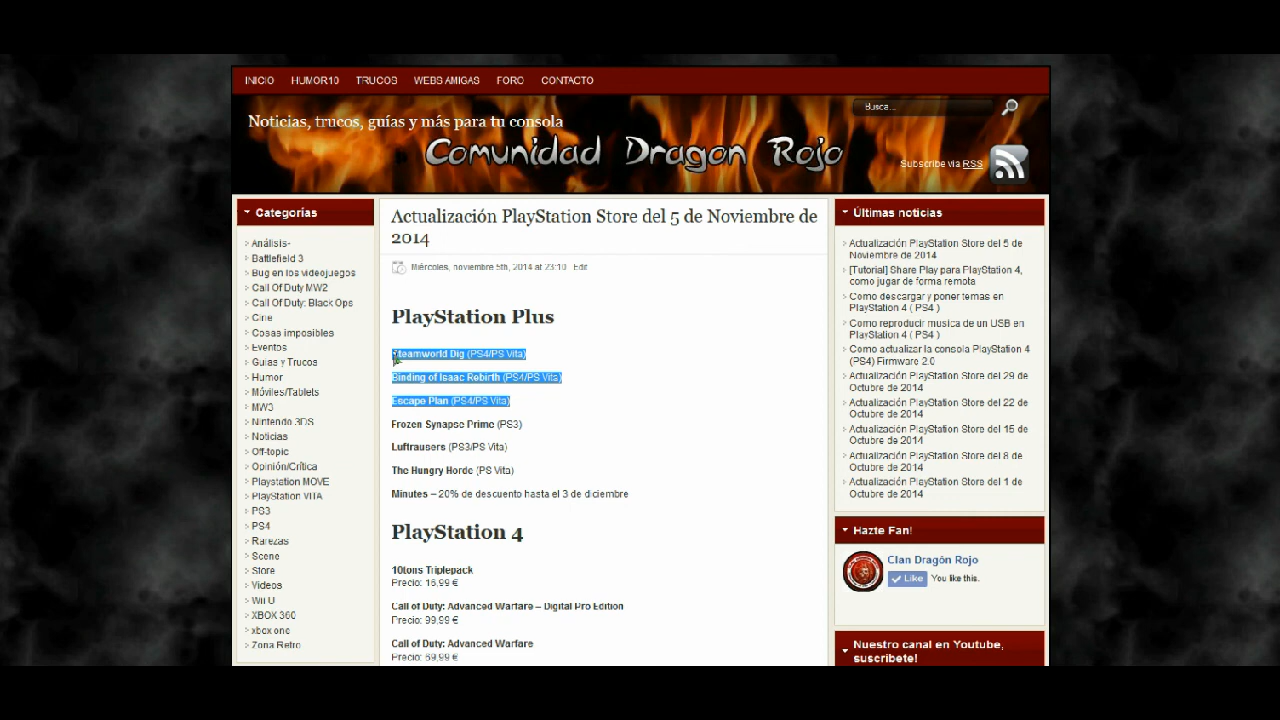 INICIO HUMOR10 TRUCOS WEBS AMIGAS FORO CONTACTO
Busca...
Noticias, trucos, guías y más para tu consola
Comunidad Dragon Rojo
Subscribe via RSS
Categorías
Análisis-
Battlefield 3
Bug en los videojuegos
Call Of Duty MW2
Call Of Duty: Black Ops
Cine
Cosas imposibles
Eventos
Guias y Trucos
Humor
Móviles/Tablets
MW3
Nintendo 3DS
Noticias
Off-topic
Opinión/Crítica
Playstation MOVE
PlayStation VITA
PS3
PS4
Rarezas
Scene
Store
Videos
Wii U
XBOX 360
xbox one
Zona Retro
Actualización PlayStation Store del 5 de Noviembre de
2014
Miércoles, noviembre 5th, 2014 at 23:10 Edit
PlayStation Plus
Steamworld Dig (PS4/PS Vita)
Binding of Isaac Rebirth (PS4/PS Vita)
Escape Plan (PS4/PS Vita)
Frozen Synapse Prime (PS3)
Luftrausers (PS3/PS Vita)
The Hungry Horde (PS Vita)
Minutes – 20% de descuento hasta el 3 de diciembre
PlayStation 4
10tons Triplepack
Precio: 16,99 €
Call of Duty: Advanced Warfare – Digital Pro Edition
Precio: 99,99 €
Call of Duty: Advanced Warfare
Precio: 69,99 €
Últimas noticias
Actualización PlayStation Store del 5 de
Noviembre de 2014
[Tutorial] Share Play para PlayStation 4,
como jugar de forma remota
Como descargar y poner temas en
PlayStation 4 ( PS4 )
Como reproducir musica de un USB en
PlayStation 4 ( PS4 )
Como actualizar la consola PlayStation 4
(PS4) Firmware 2.0
Actualización PlayStation Store del 29 de
Octubre de 2014
Actualización PlayStation Store del 22 de
Octubre de 2014
Actualización PlayStation Store del 15 de
Octubre de 2014
Actualización PlayStation Store del 8 de
Octubre de 2014
Actualización PlayStation Store del 1 de
Octubre de 2014
Hazte Fan!
Clan Dragón Rojo
Like You like this.
Nuestro canal en Youtube,
suscribete!